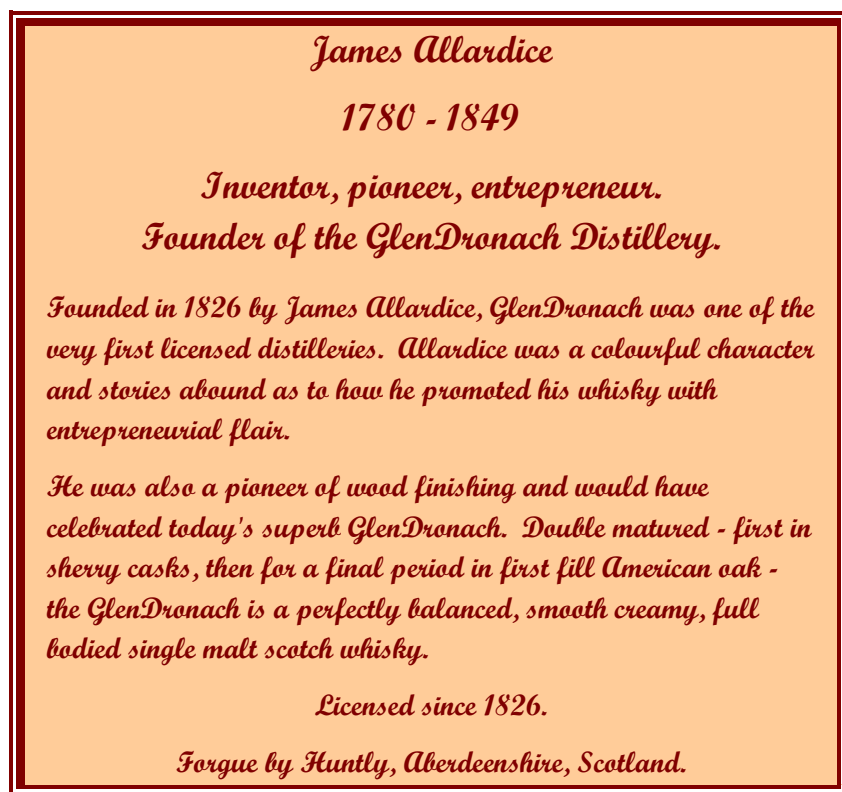 James Allardice
1780 - 1849
Inventor, pioneer, entrepreneur.
Founder of the GlenDronach Distillery.
Founded in 1826 by James Allardice, GlenDronach was one of the
very first licensed distilleries.  Allardice was a colourful character
and stories abound as to how he promoted his whisky with
entrepreneurial flair.
He was also a pioneer of wood finishing and would have
celebrated today's superb GlenDronach.  Double matured - first in
sherry casks, then for a final period in first fill American oak -
the GlenDronach is a perfectly balanced, smooth creamy, full
bodied single malt scotch whisky.
Licensed since 1826.
Forgue by Huntly, Aberdeenshire, Scotland.